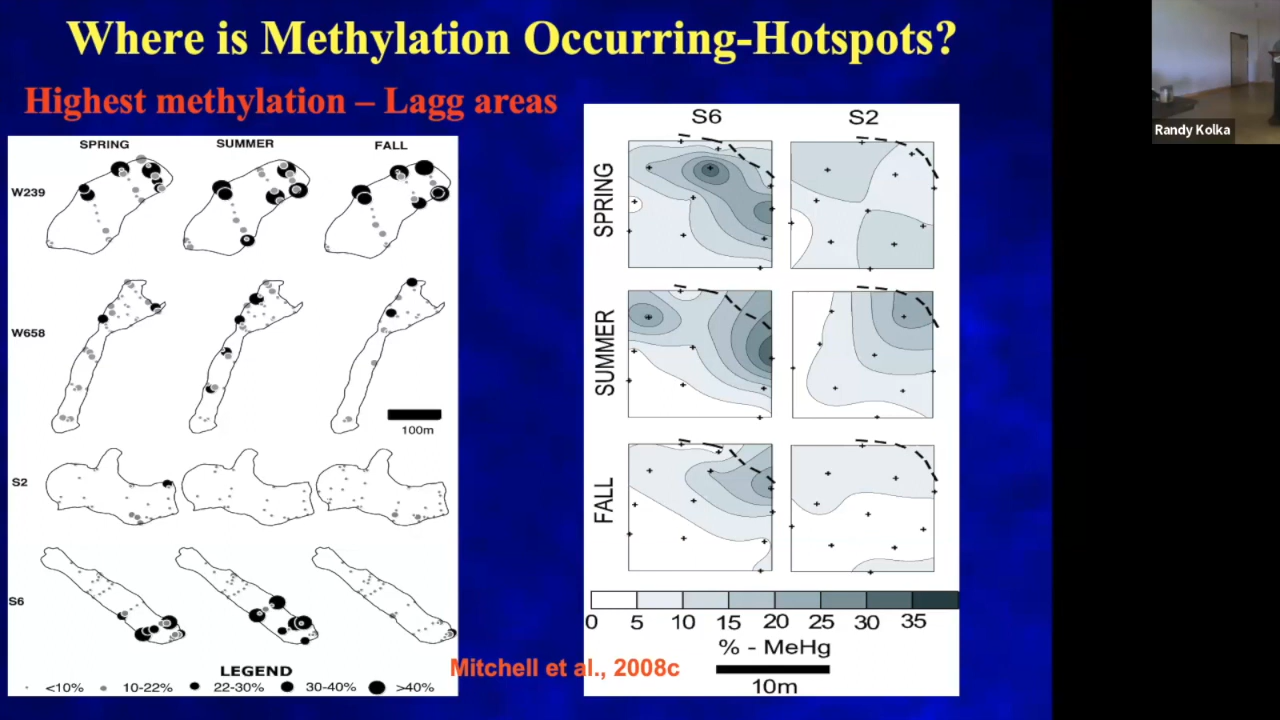 Where is Methylation Occurring-Hotspots?
Highest methylation – Lagg areas
SPRING SUMMER FALL
W239
W658
100m
S2
S6
LEGEND
<10% 10-22% 22-30% 30-40% >40%
S6 S2
SPRING
SUMMER
FALL
0 5 10 15 20 25 30 35
% - MeHg
10m
Mitchell et al., 2008c
Randy Kolka